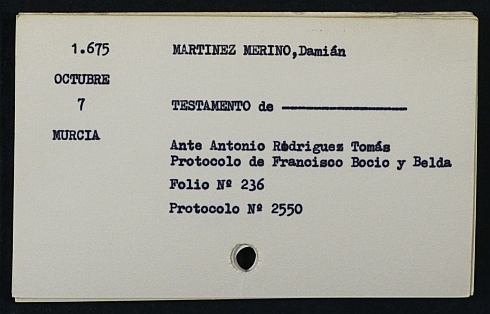 1.675 MARTINEZ MERINO,Damián
OCTUBRE
7 TESTAMENTO de ————————
MURCIA
Ante Antonio Rodriguez Tomás
Protocolo de Francisco Bocio y Belda
Folio Nº 236
Protocolo Nº 2550